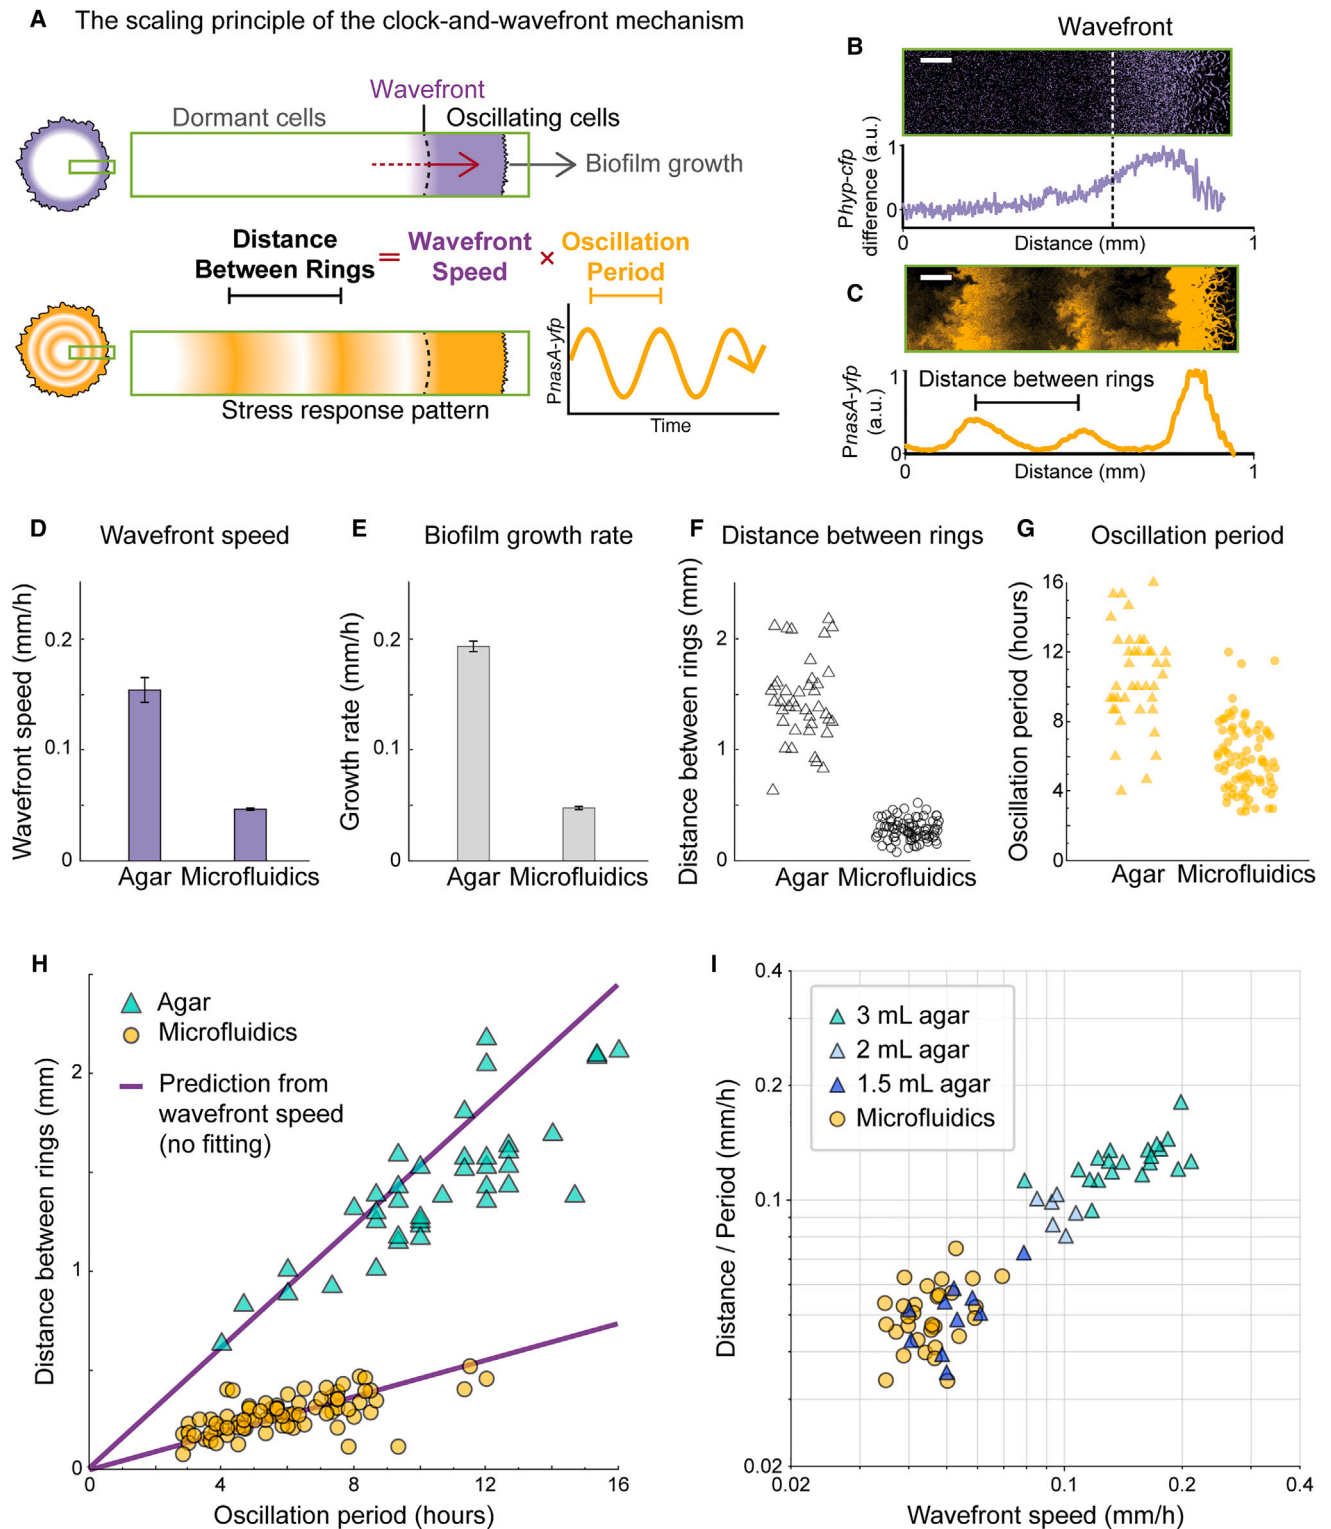 A The scaling principle of the clock-and-wavefront mechanism
Wavefront
Dormant cells
Oscillating cells
Biofilm growth
Distance Between Rings = Wavefront Speed × Oscillation Period
Stress response pattern
PnasA-yfp
Time
Wavefront
B
Phyp-cfp
difference (a.u.)
1
0
0 Distance (mm) 1
C
Distance between rings
PnasA-yfp
(a.u.)
1
0
0 Distance (mm) 1
D Wavefront speed
Wavefront speed (mm/h)
0.2
0.1
0
Agar Microfluidics
E Biofilm growth rate
Growth rate (mm/h)
0.2
0.1
0
Agar Microfluidics
F Distance between rings
Distance between rings (mm)
2
1
0
Agar Microfluidics
G Oscillation period
Oscillation period (hours)
16
12
8
4
0
Agar Microfluidics
H
Agar
Microfluidics
Prediction from
wavefront speed
(no fitting)
Distance between rings (mm)
2
1
0
0 4 8 12 16
Oscillation period (hours)
I
3 mL agar
2 mL agar
1.5 mL agar
Microfluidics
Distance / Period (mm/h)
0.4
0.2
0.1
0.02
0.02 0.1 0.2 0.4
Wavefront speed (mm/h)